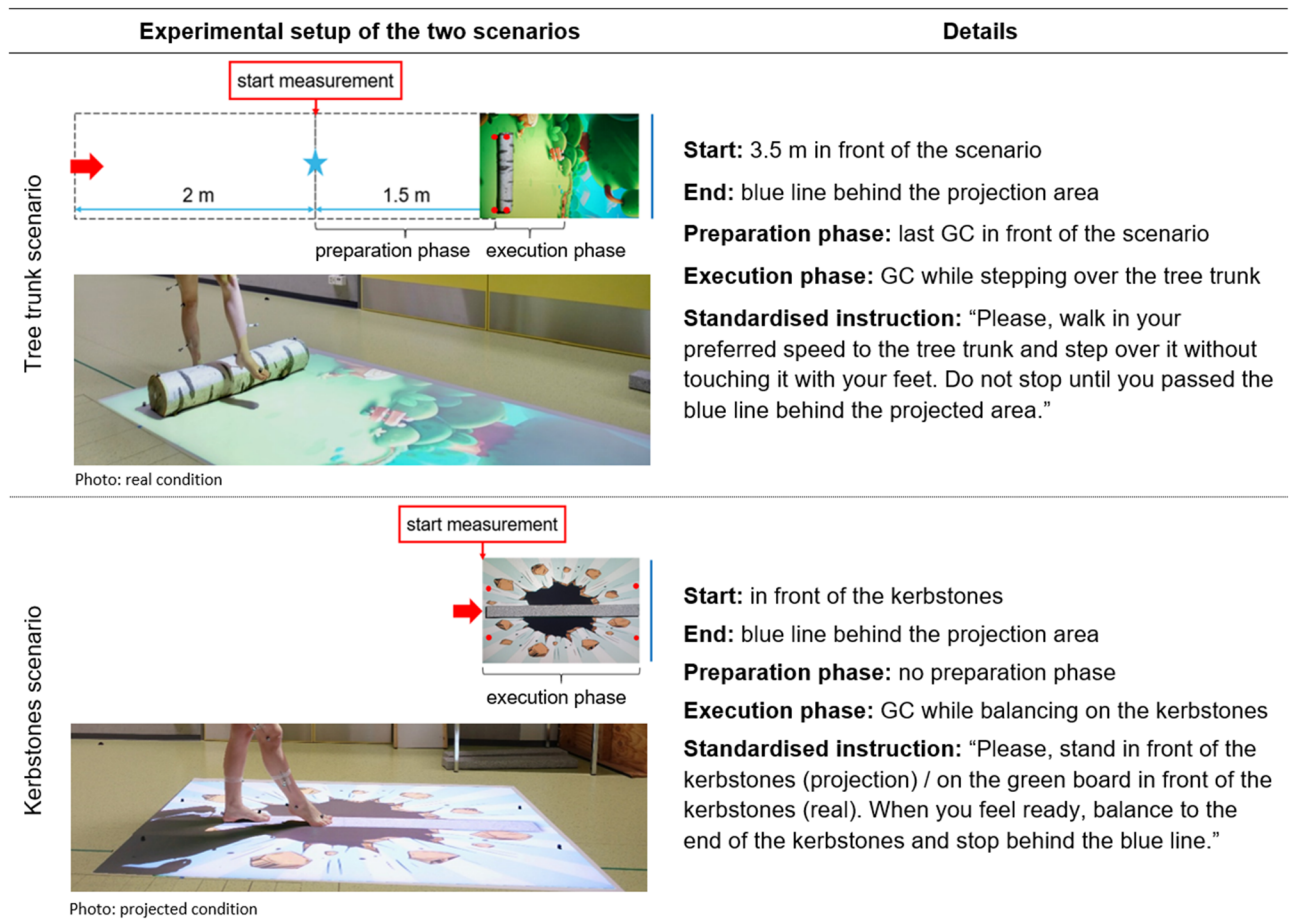 Experimental setup of the two scenarios
Details
Tree trunk scenario
start measurement
2 m
1.5 m
preparation phase
execution phase
Photo: real condition
Start: 3.5 m in front of the scenario
End: blue line behind the projection area
Preparation phase: last GC in front of the scenario
Execution phase: GC while stepping over the tree trunk
Standardised instruction: “Please, walk in your
preferred speed to the tree trunk and step over it without
touching it with your feet. Do not stop until you passed the
blue line behind the projected area.”
Kerbstones scenario
start measurement
execution phase
Photo: projected condition
Start: in front of the kerbstones
End: blue line behind the projection area
Preparation phase: no preparation phase
Execution phase: GC while balancing on the kerbstones
Standardised instruction: “Please, stand in front of the
kerbstones (projection) / on the green board in front of the
kerbstones (real). When you feel ready, balance to the
end of the kerbstones and stop behind the blue line.”